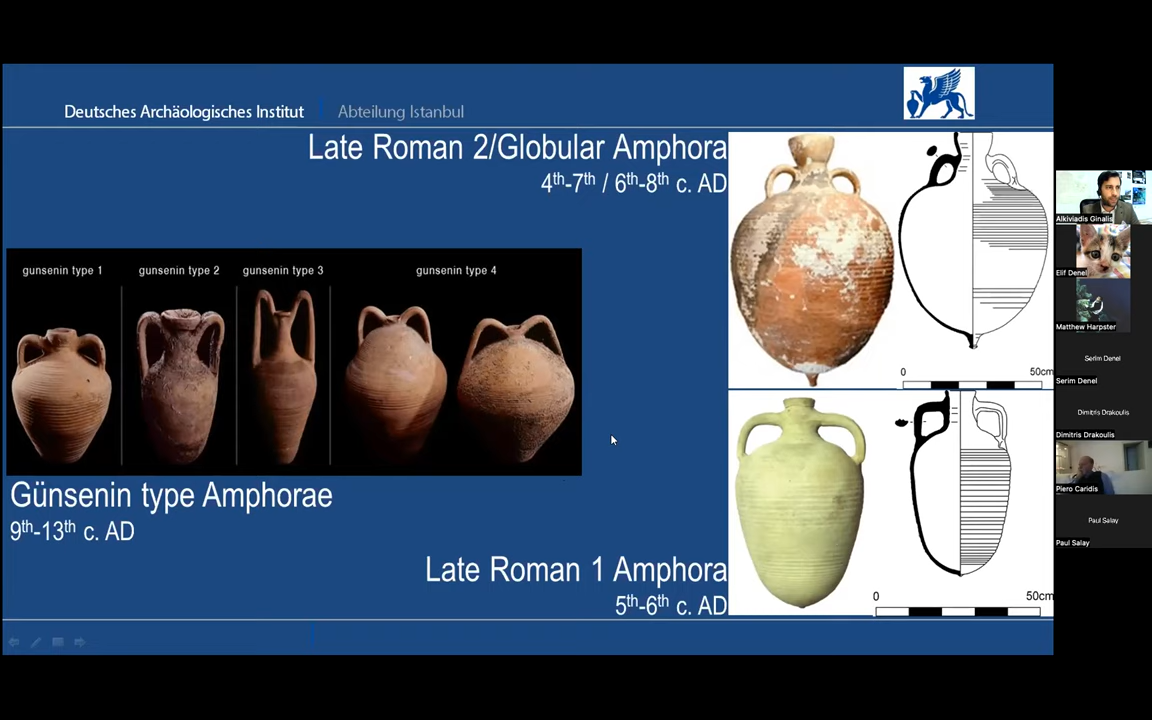 Deutsches Archäologisches Institut Abteilung Istanbul
Late Roman 2/Globular Amphora
4th-7th / 6th-8th c. AD
gunsenin type 1 gunsenin type 2 gunsenin type 3 gunsenin type 4
Günsenin type Amphorae
9th-13th c. AD
Late Roman 1 Amphora
5th-6th c. AD
0 50cm
0 50cm
Alkiviadis Ginalis
Elif Denel
Matthew Harpster
Serim Denel
Serim Denel
Dimitris Drakoulis
Dimitris Drakoulis
Piero Caridis
Paul Salay
Paul Salay